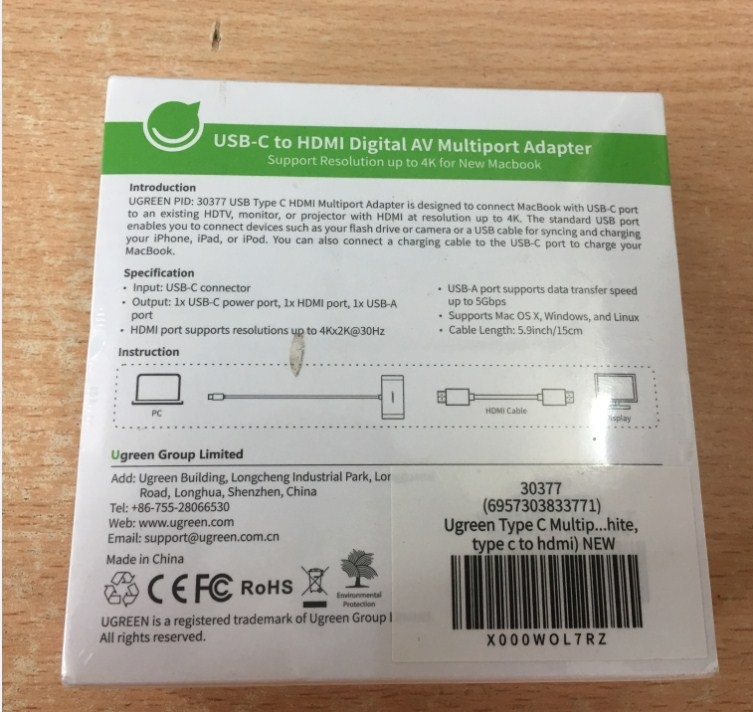 USB-C to HDMI Digital AV Multiport Adapter
Support Resolution up to 4K for New Macbook
Introduction
UGREEN PID: 30377 USB Type C HDMI Multiport Adapter is designed to connect MacBook with USB-C port
to an existing HDTV, monitor, or projector with HDMI at resolution up to 4K. The standard USB port
enables you to connect devices such as your flash drive or camera or a USB cable for syncing and charging
your iPhone, iPad, or iPod. You can also connect a charging cable to the USB-C port to charge your
MacBook.
Specification
• Input: USB-C connector
• Output: 1x USB-C power port, 1x HDMI port, 1x USB-A
port
• HDMI port supports resolutions up to 4Kx2K@30Hz
• USB-A port supports data transfer speed
up to 5Gbps
• Supports Mac OS X, Windows, and Linux
• Cable Length: 5.9inch/15cm
Instruction
PC
HDMI Cable
Ugreen Group Limited
Add: Ugreen Building, Longcheng Industrial Park,
Road, Longhua, Shenzhen, China
Tel: +86-755-28066530
Web: www.ugreen.com
Email: support@ugreen.com.cn
Made in China
CE FC RoHS
Environmental
Protection
UGREEN is a registered trademark of Ugreen Group
All rights reserved.
30377
(6957303833771)
Ugreen Type C Multip...hite,
type c to hdmi) NEW
X000WOL7RZ